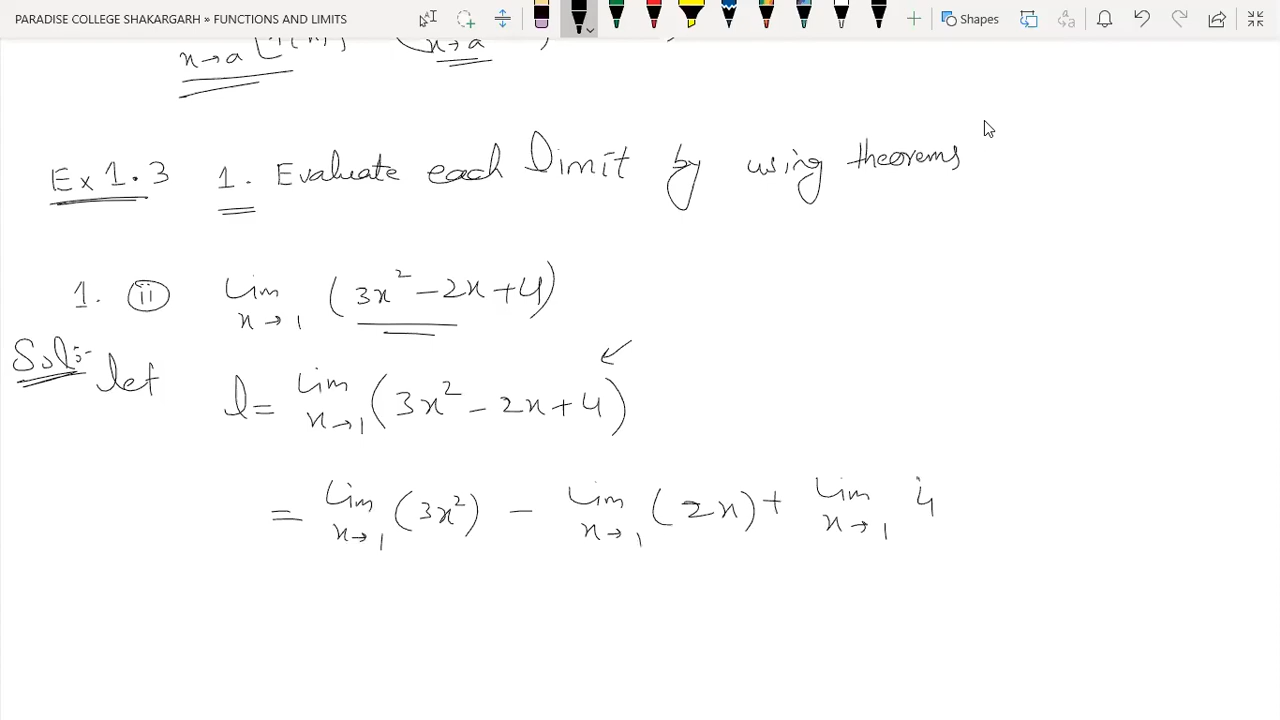 PARADISE COLLEGE SHAKARGARH » FUNCTIONS AND LIMITS
Shapes
x→a x→a
Ex 1.3 1. Evaluate each limit by using theorems
1. (ii) Lim x→1 (3x² - 2x + 4)
Sol:-
let l = Lim x→1 (3x² - 2x + 4)
= Lim x→1 (3x²) - Lim x→1 (2x) + Lim x→1 4